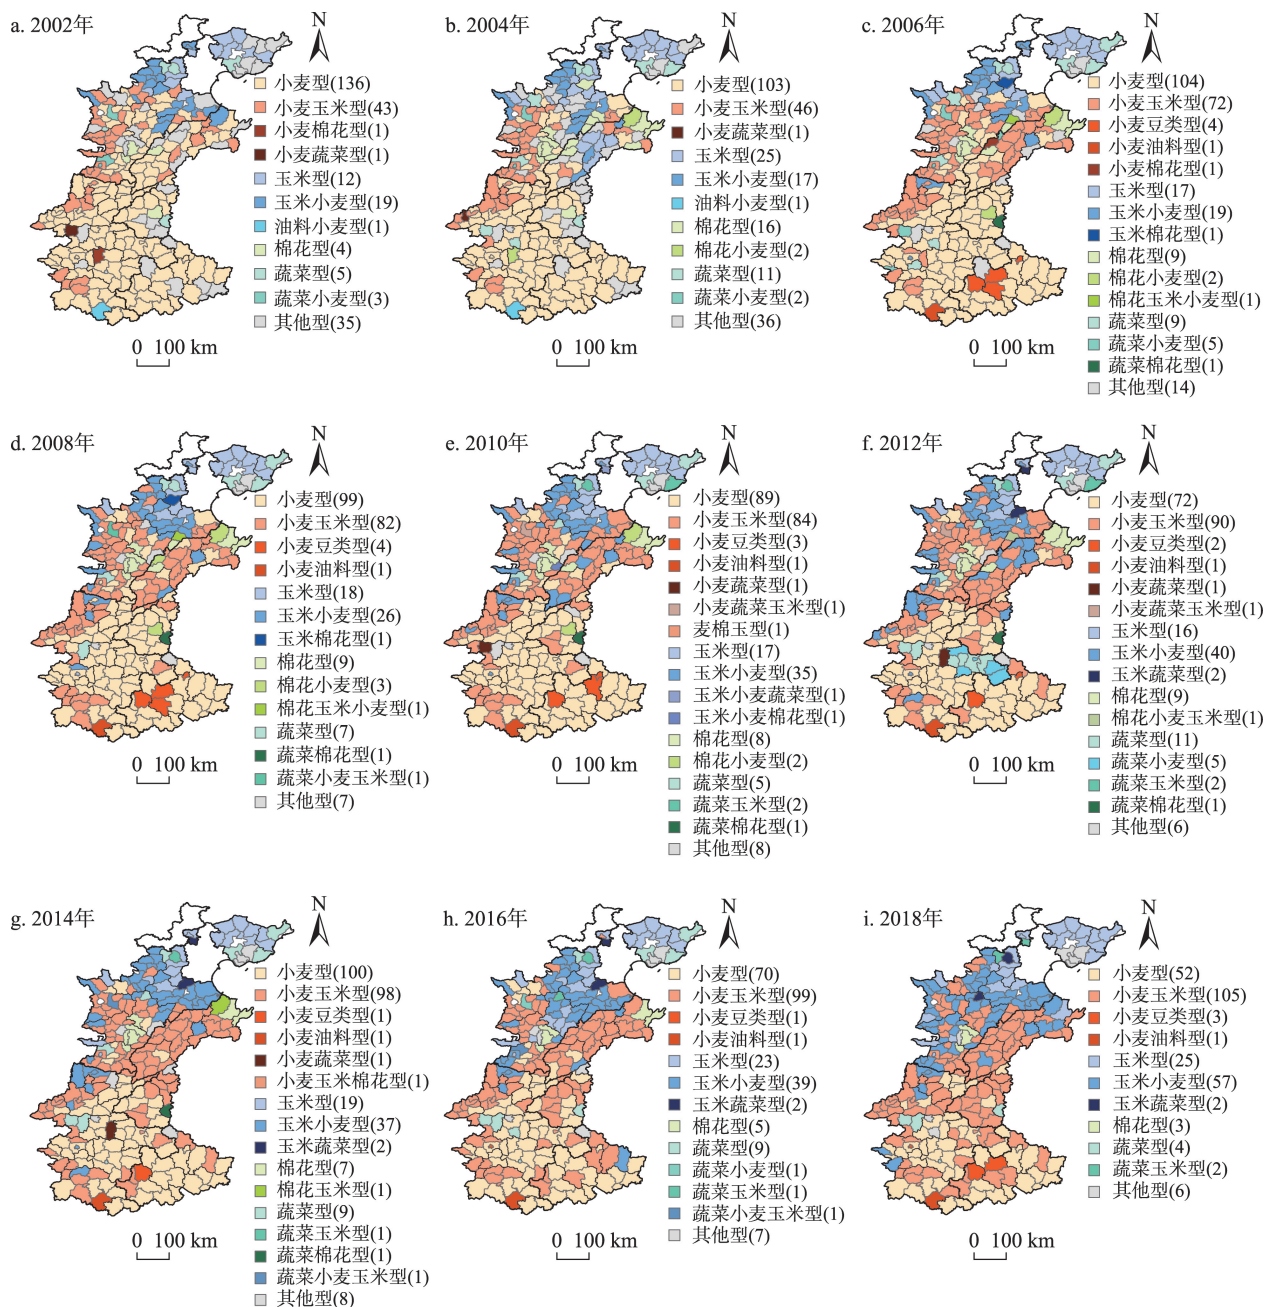 a. 2002年
N
小麦型(136)
小麦玉米型(43)
小麦棉花型(1)
小麦蔬菜型(1)
玉米型(12)
玉米小麦型(19)
油料小麦型(1)
棉花型(4)
蔬菜型(5)
蔬菜小麦型(3)
其他型(35)
0 100 km
b. 2004年
N
小麦型(103)
小麦玉米型(46)
小麦蔬菜型(1)
玉米型(25)
玉米小麦型(17)
油料小麦型(1)
棉花型(16)
棉花小麦型(2)
蔬菜型(11)
蔬菜小麦型(2)
其他型(36)
0 100 km
c. 2006年
N
小麦型(104)
小麦玉米型(72)
小麦豆类型(4)
小麦油料型(1)
小麦棉花型(1)
玉米型(17)
玉米小麦型(19)
玉米棉花型(1)
棉花型(9)
棉花小麦型(2)
棉花玉米小麦型(1)
蔬菜型(9)
蔬菜小麦型(5)
蔬菜棉花型(1)
其他型(14)
0 100 km
d. 2008年
N
小麦型(99)
小麦玉米型(82)
小麦豆类型(4)
小麦油料型(1)
玉米型(18)
玉米小麦型(26)
玉米棉花型(1)
棉花型(9)
棉花小麦型(3)
棉花玉米小麦型(1)
蔬菜型(7)
蔬菜棉花型(1)
蔬菜小麦玉米型(1)
其他型(7)
0 100 km
e. 2010年
N
小麦型(89)
小麦玉米型(84)
小麦豆类型(3)
小麦油料型(1)
小麦蔬菜型(1)
小麦蔬菜玉米型(1)
麦棉玉型(1)
玉米型(17)
玉米小麦型(35)
玉米小麦蔬菜型(1)
玉米小麦棉花型(1)
棉花型(8)
棉花小麦型(2)
蔬菜型(5)
蔬菜玉米型(2)
蔬菜棉花型(1)
其他型(8)
0 100 km
f. 2012年
N
小麦型(72)
小麦玉米型(90)
小麦豆类型(2)
小麦油料型(1)
小麦蔬菜型(1)
小麦蔬菜玉米型(1)
玉米型(16)
玉米小麦型(40)
玉米蔬菜型(2)
棉花型(9)
棉花小麦玉米型(1)
蔬菜型(11)
蔬菜小麦型(5)
蔬菜玉米型(2)
蔬菜棉花型(1)
其他型(6)
0 100 km
g. 2014年
N
小麦型(100)
小麦玉米型(98)
小麦豆类型(1)
小麦油料型(1)
小麦蔬菜型(1)
小麦玉米棉花型(1)
玉米型(19)
玉米小麦型(37)
玉米蔬菜型(2)
棉花型(7)
棉花玉米型(1)
蔬菜型(9)
蔬菜玉米型(1)
蔬菜棉花型(1)
蔬菜小麦玉米型(1)
其他型(8)
0 100 km
h. 2016年
N
小麦型(70)
小麦玉米型(99)
小麦豆类型(1)
小麦油料型(1)
玉米型(23)
玉米小麦型(39)
玉米蔬菜型(2)
棉花型(5)
蔬菜型(9)
蔬菜小麦型(1)
蔬菜玉米型(1)
蔬菜小麦玉米型(1)
其他型(7)
0 100 km
i. 2018年
N
小麦型(52)
小麦玉米型(105)
小麦豆类型(3)
小麦油料型(1)
玉米型(25)
玉米小麦型(57)
玉米蔬菜型(2)
棉花型(3)
蔬菜型(4)
蔬菜玉米型(2)
其他型(6)
0 100 km